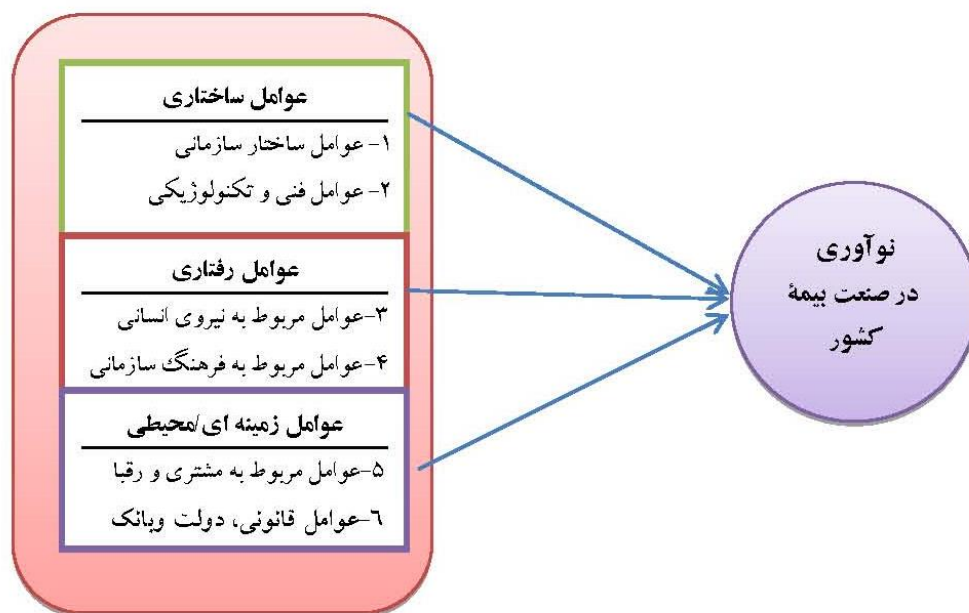 عوامل ساختاری
۱- عوامل ساختار سازمانی
۲- عوامل فنی و تکنولوژیکی
عوامل رفتاری
۳-عوامل مربوط به نیروی انسانی
۴-عوامل مربوط به فرهنگ سازمانی
عوامل زمینه ای/محیطی
۵-عوامل مربوط به مشتری و رقبا
۶-عوامل قانونی، دولت وبانک
نوآوری
در صنعت بیمهٔ
کشور